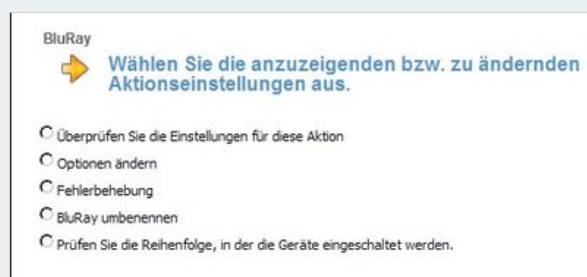 BluRay
Wählen Sie die anzuzeigenden bzw. zu ändernden
Aktionseinstellungen aus.
Überprüfen Sie die Einstellungen für diese Aktion
Optionen ändern
Fehlerbehebung
BluRay umbenennen
Prüfen Sie die Reihenfolge, in der die Geräte eingeschaltet werden.